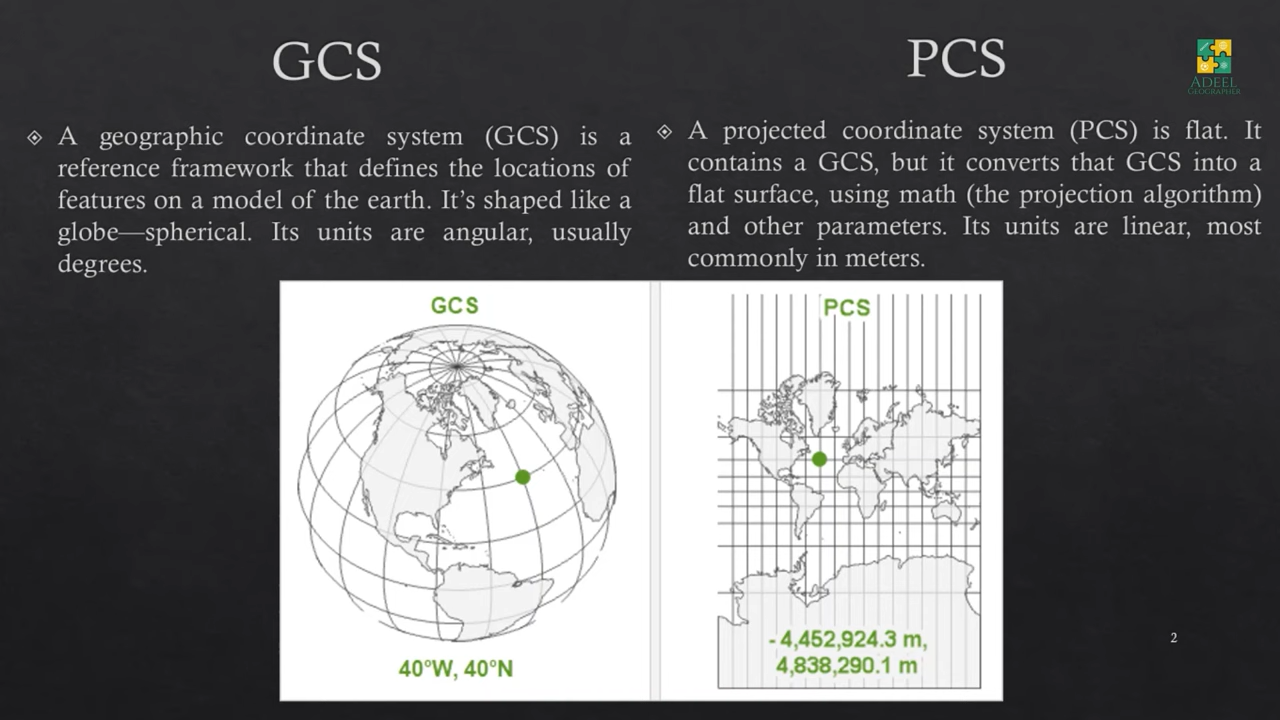 GCS
A geographic coordinate system (GCS) is a
reference framework that defines the locations of
features on a model of the earth. It's shaped like a
globe—spherical. Its units are angular, usually
degrees.
PCS
A projected coordinate system (PCS) is flat. It
contains a GCS, but it converts that GCS into a
flat surface, using math (the projection algorithm)
and other parameters. Its units are linear, most
commonly in meters.
ADEEL
GEOGRAPHER
GCS
40°W, 40°N
PCS
- 4,452,924.3 m,
4,838,290.1 m
2